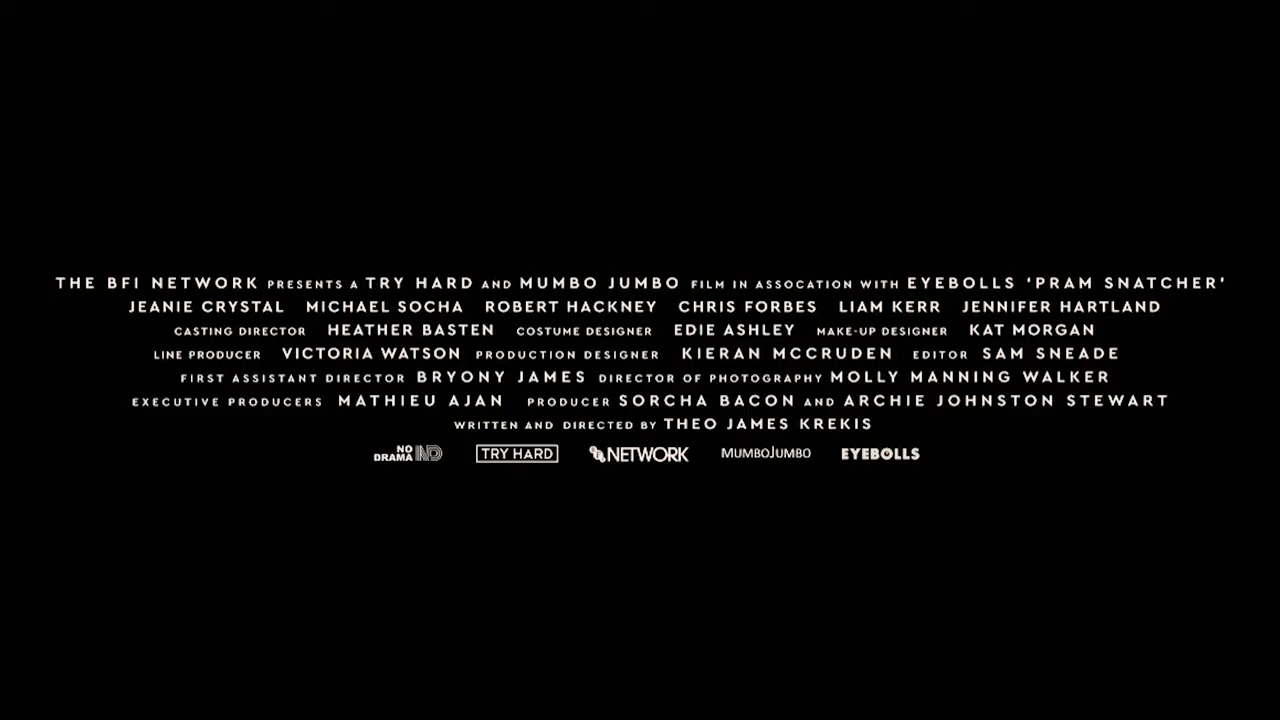 THE BFI NETWORK PRESENTS A TRY HARD AND MUMBO JUMBO FILM IN ASSOCATION WITH EYEBOLLS ‘PRAM SNATCHER’
JEANIE CRYSTAL MICHAEL SOCHA ROBERT HACKNEY CHRIS FORBES LIAM KERR JENNIFER HARTLAND
CASTING DIRECTOR HEATHER BASTEN COSTUME DESIGNER EDIE ASHLEY MAKE-UP DESIGNER KAT MORGAN
LINE PRODUCER VICTORIA WATSON PRODUCTION DESIGNER KIERAN MCCRUDEN EDITOR SAM SNEADE
FIRST ASSISTANT DIRECTOR BRYONY JAMES DIRECTOR OF PHOTOGRAPHY MOLLY MANNING WALKER
EXECUTIVE PRODUCERS MATHIEU AJAN PRODUCER SORCHA BACON AND ARCHIE JOHNSTON STEWART
WRITTEN AND DIRECTED BY THEO JAMES KREKIS
NO DRAMA ND TRY HARD BFI NETWORK MUMBOJUMBO EYEBOLLS